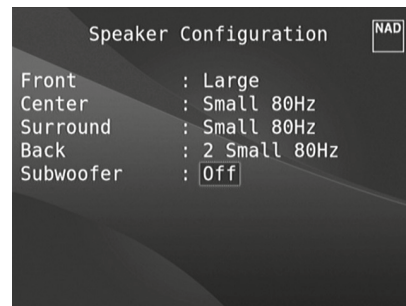 Speaker Configuration
NAD
Front : Large
Center : Small 80Hz
Surround : Small 80Hz
Back : 2 Small 80Hz
Subwoofer : Off